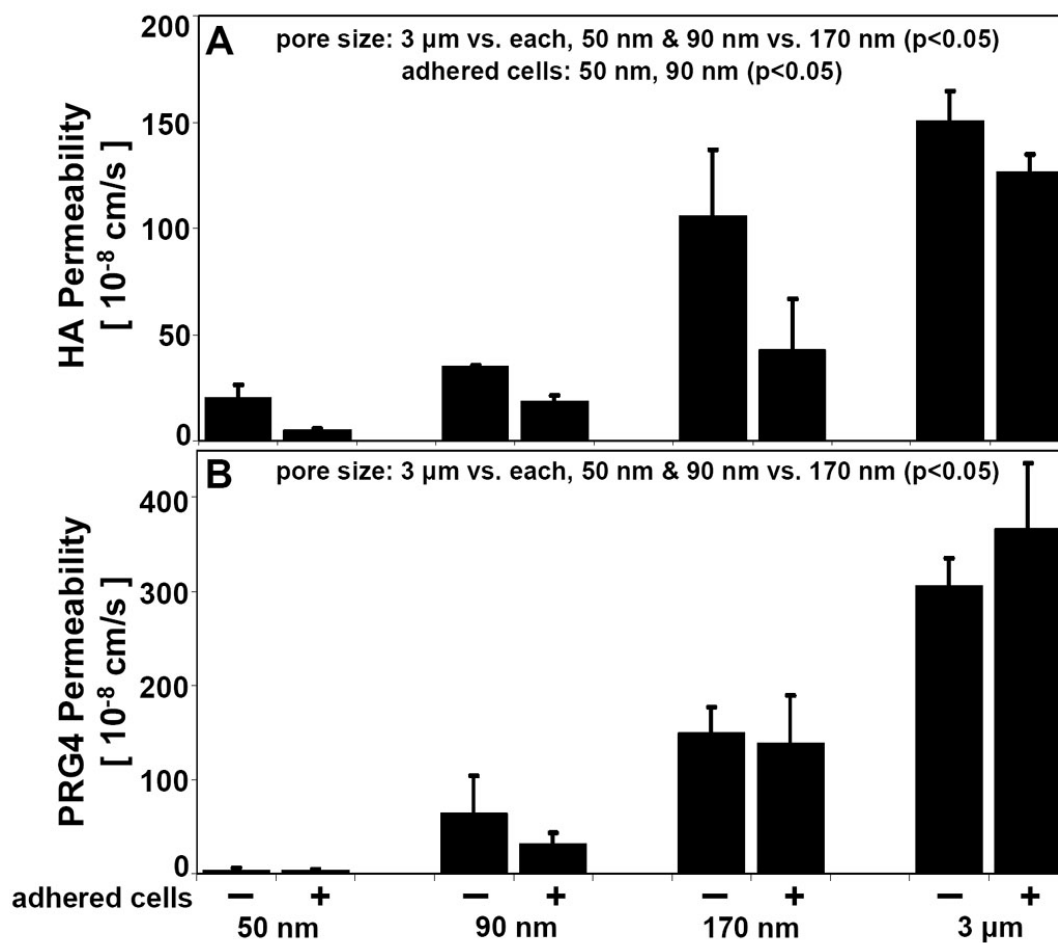 A
pore size: 3 µm vs. each, 50 nm & 90 nm vs. 170 nm (p<0.05)
adhered cells: 50 nm, 90 nm (p<0.05)
HA Permeability
[ 10⁻⁸ cm/s ]
200
150
100
50
0
B
pore size: 3 µm vs. each, 50 nm & 90 nm vs. 170 nm (p<0.05)
PRG4 Permeability
[ 10⁻⁸ cm/s ]
400
300
200
100
0
adhered cells − + − + − + − +
50 nm 90 nm 170 nm 3 µm